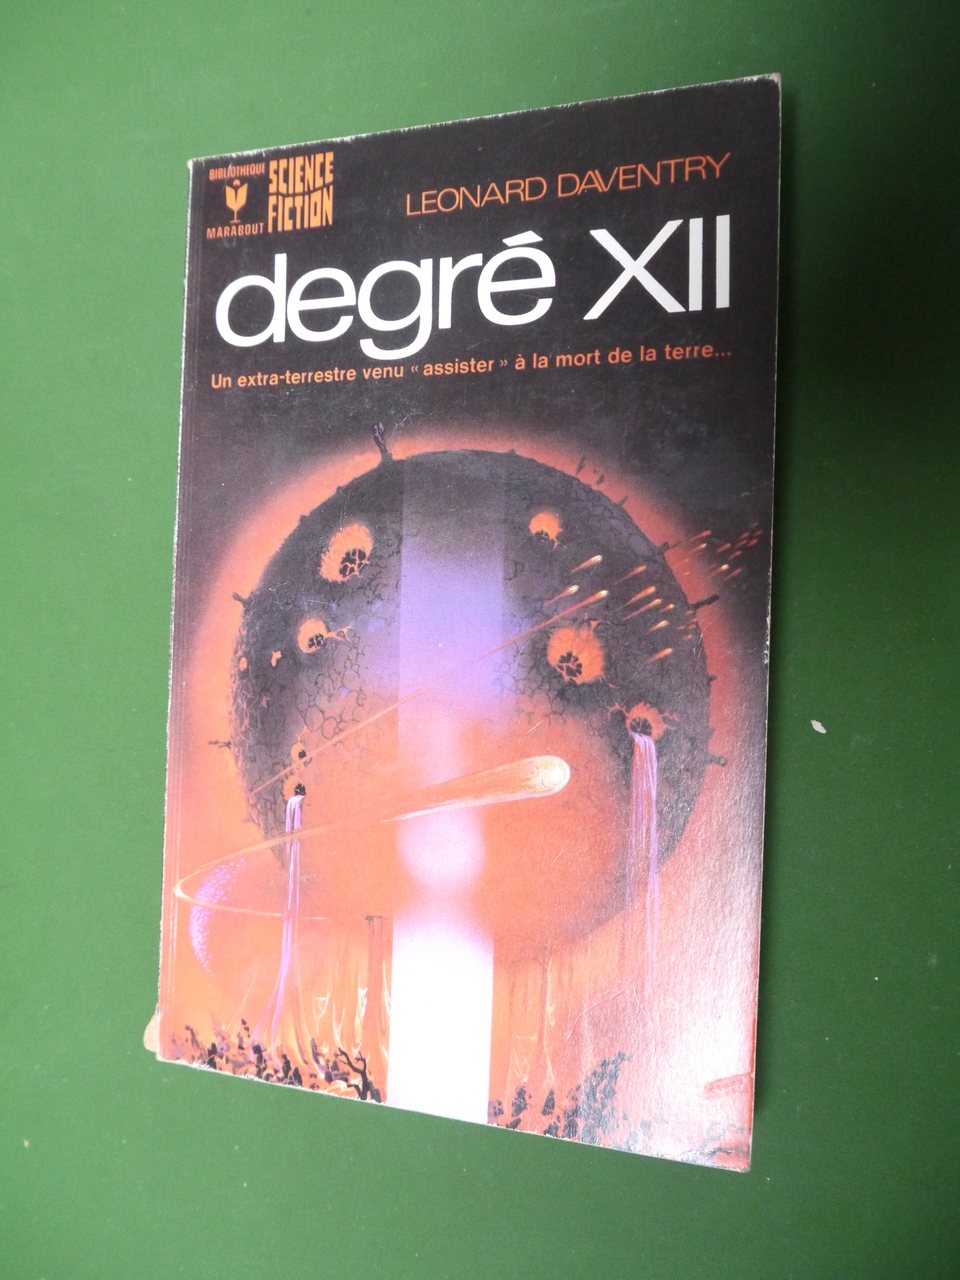 BIBLIOTHEQUE
MARABOUT
SCIENCE
FICTION
LEONARD DAVENTRY
degré XII
Un extra-terrestre venu « assister » à la mort de la terre...